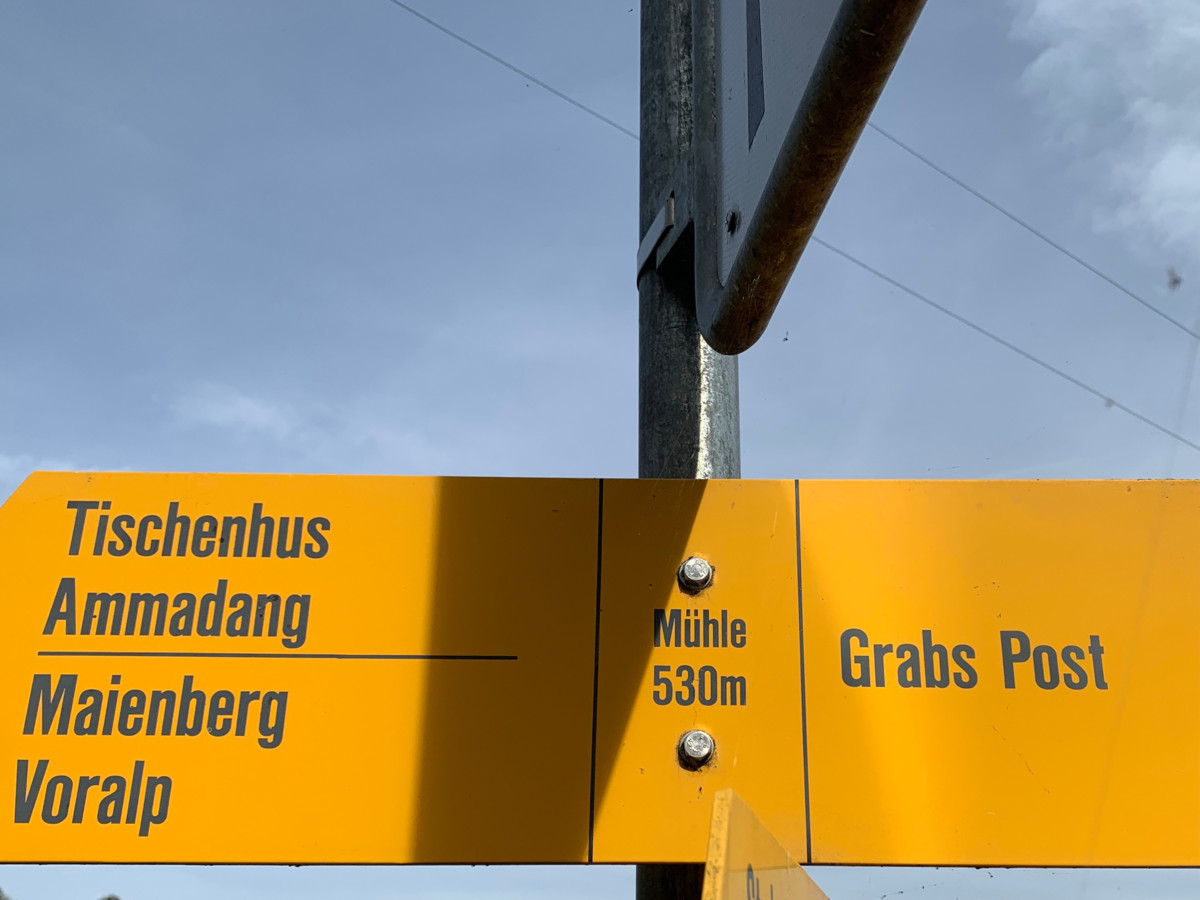 Tischenhus
Ammadang
Maienberg
Voralp
Mühle
530m
Grabs Post